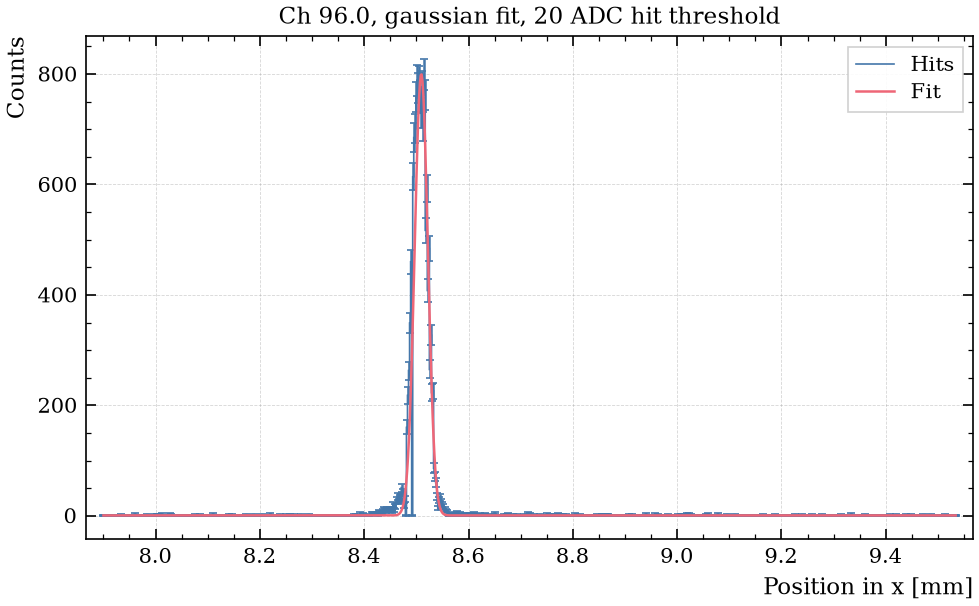 Ch 96.0, gaussian fit, 20 ADC hit threshold
Counts
800
600
400
200
0
Hits
Fit
8.0 8.2 8.4 8.6 8.8 9.0 9.2 9.4
Position in x [mm]